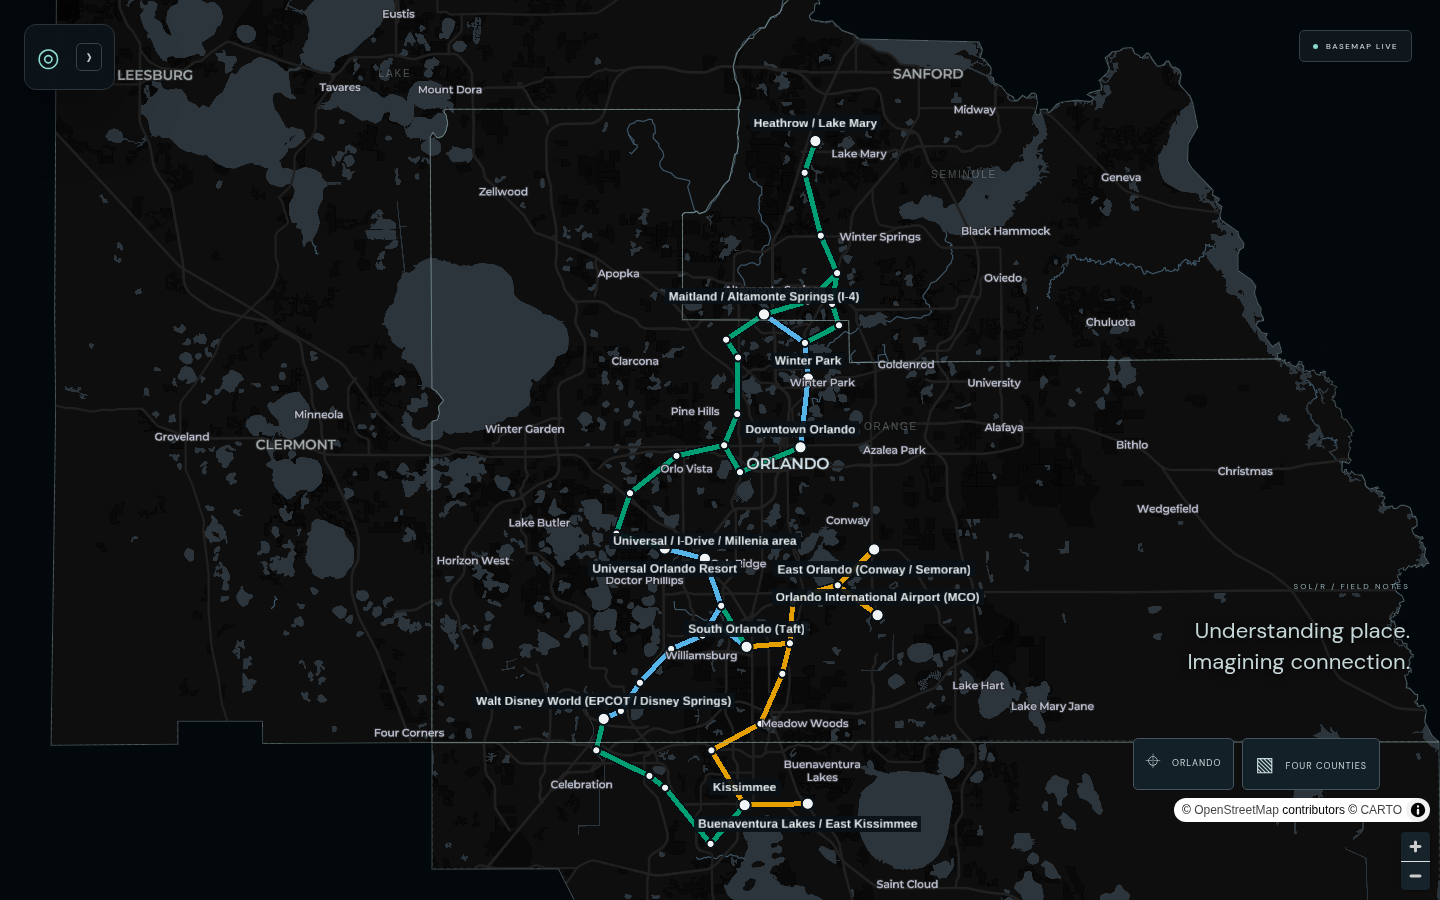 Eustis
BASEMAP LIVE
›
LEESBURG
LAKE
SANFORD
Tavares
Mount Dora
Midway
Heathrow / Lake Mary
Lake Mary
SEMINOLE
Geneva
Zellwood
Winter Springs
Black Hammock
Apopka
Oviedo
Maitland / Altamonte Springs (I-4)
Chuluota
Clarcona
Winter Park
Goldenrod
Winter Park
University
Pine Hills
Minneola
Groveland
CLERMONT
Winter Garden
Downtown Orlando
ORANGE
Alafaya
Azalea Park
Bithlo
ORLANDO
Orlo Vista
Christmas
Wedgefield
Lake Butler
Conway
Universal / I-Drive / Millenia area
Horizon West
Universal Orlando Resort
East Orlando (Conway / Semoran)
Doctor Phillips
SOL/R / FIELD NOTES
Orlando International Airport (MCO)
South Orlando (Taft)
Understanding place.
Imagining connection.
Williamsburg
Lake Hart
Walt Disney World (EPCOT / Disney Springs)
Lake Mary Jane
Meadow Woods
Four Corners
Buenaventura
Lakes
ORLANDO
FOUR COUNTIES
Celebration
Kissimmee
© OpenStreetMap contributors © CARTO
Buenaventura Lakes / East Kissimmee
Saint Cloud